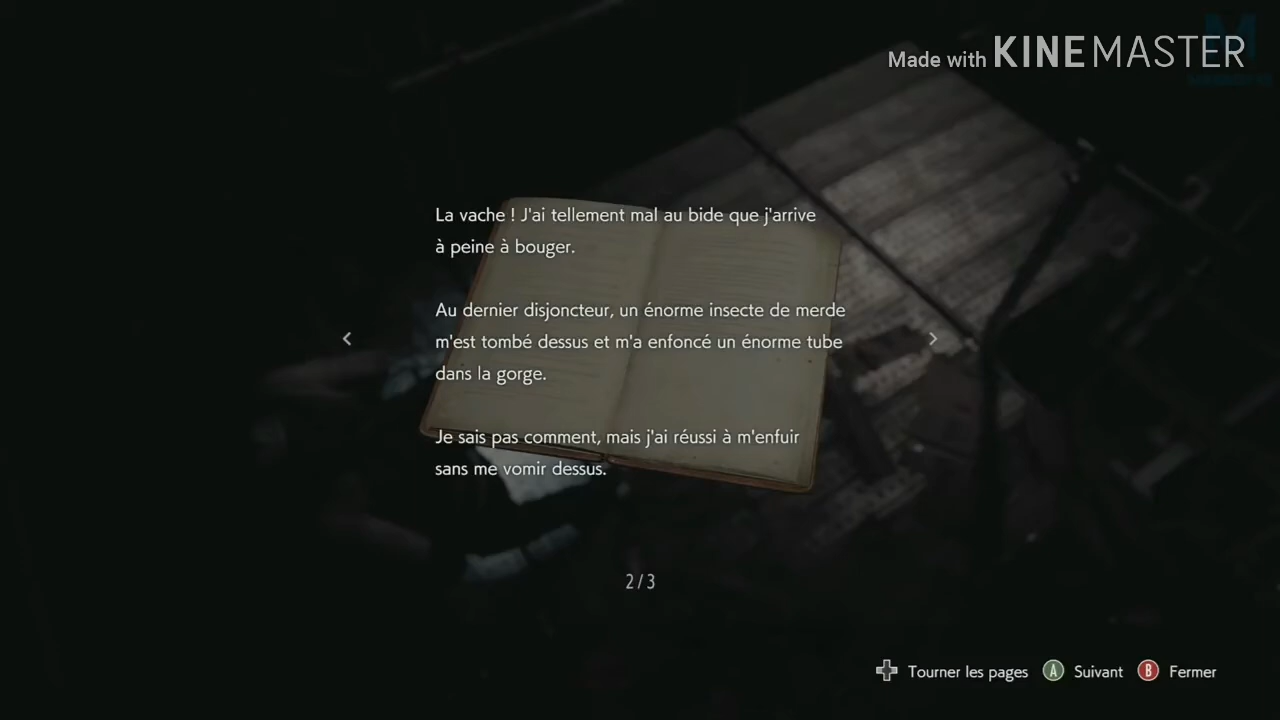 Made with KINEMASTER
La vache ! J'ai tellement mal au bide que j'arrive
à peine à bouger.
Au dernier disjoncteur, un énorme insecte de merde
m'est tombé dessus et m'a enfoncé un énorme tube
dans la gorge.
Je sais pas comment, mais j'ai réussi à m'enfuir
sans me vomir dessus.
2 / 3
Tourner les pages A Suivant B Fermer